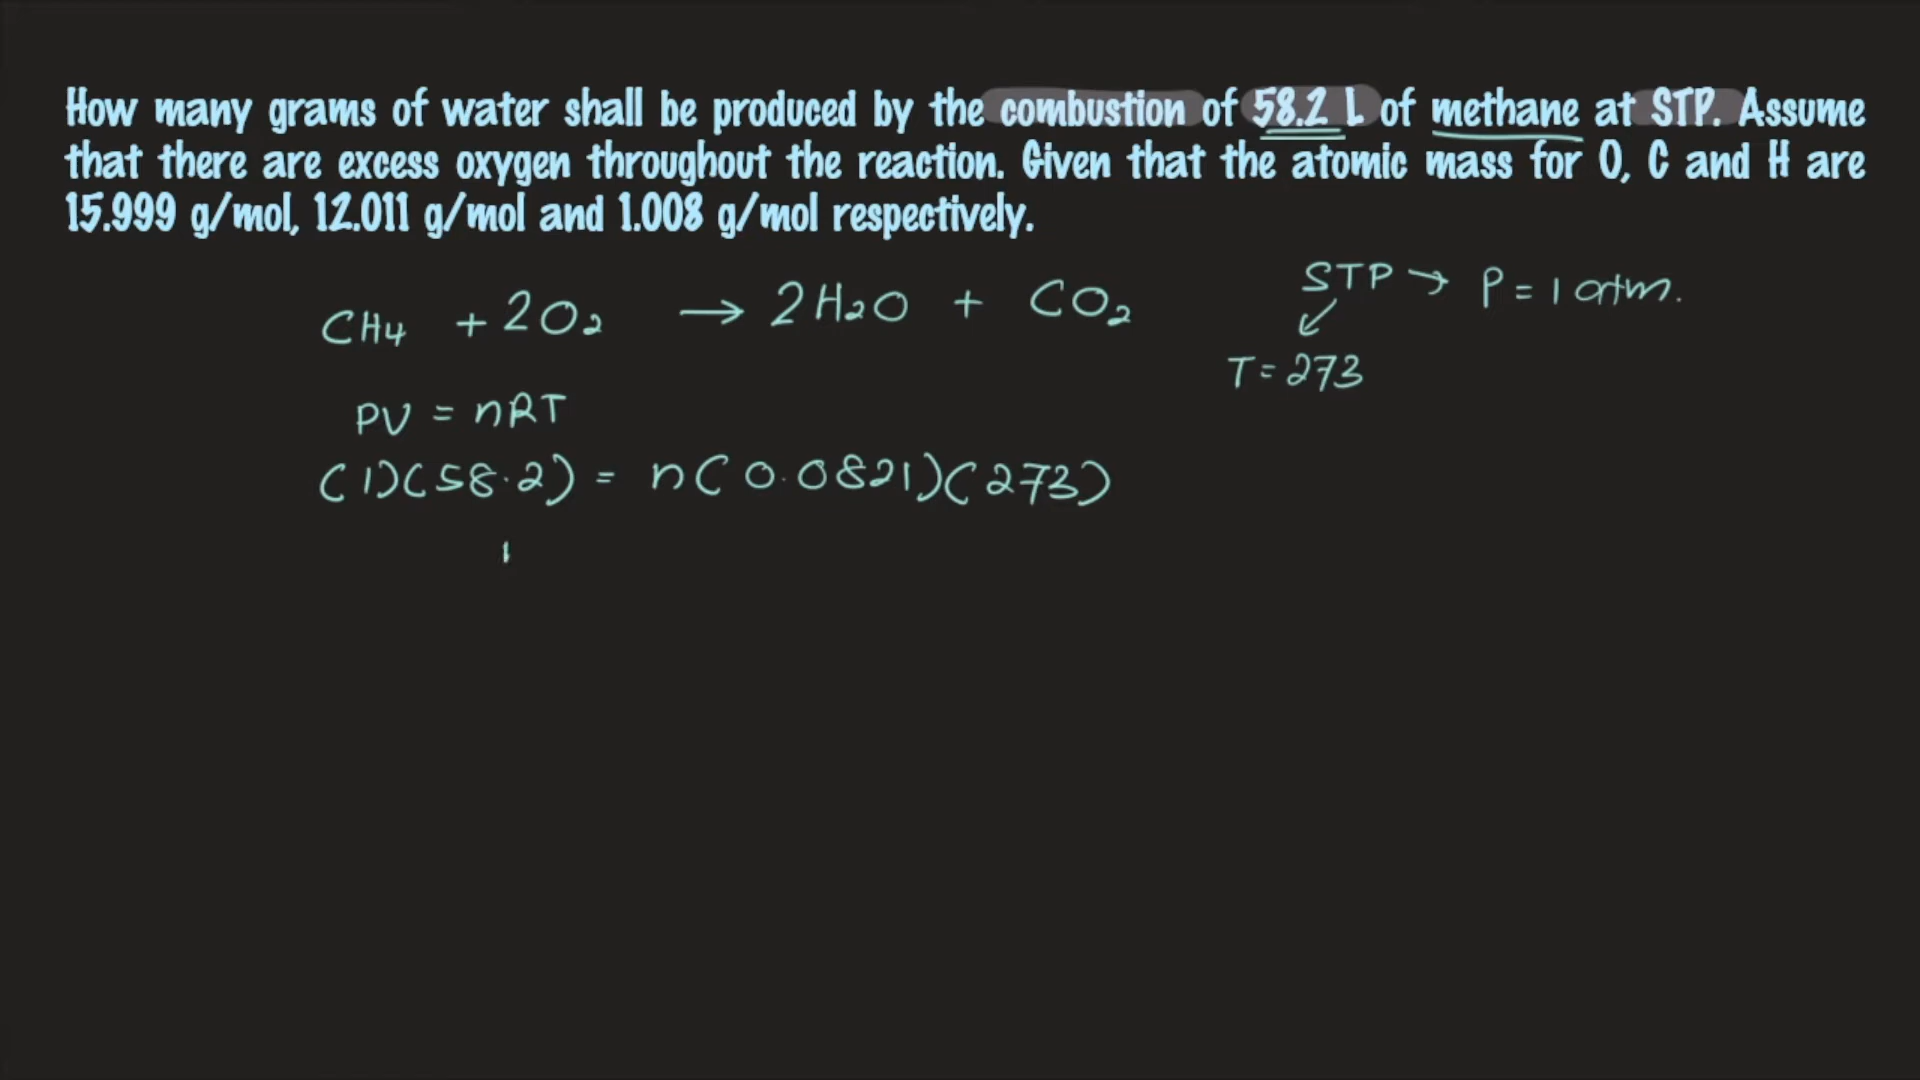 How many grams of water shall be produced by the combustion of 58.2 L of methane at STP. Assume
that there are excess oxygen throughout the reaction. Given that the atomic mass for O, C and H are
15.999 g/mol, 12.011 g/mol and 1.008 g/mol respectively.
STP → P = 1 atm.
CH₄ + 2O₂ → 2H₂O + CO₂
T = 273
PV = nRT
(1)(58.2) = n(0.0821)(273)